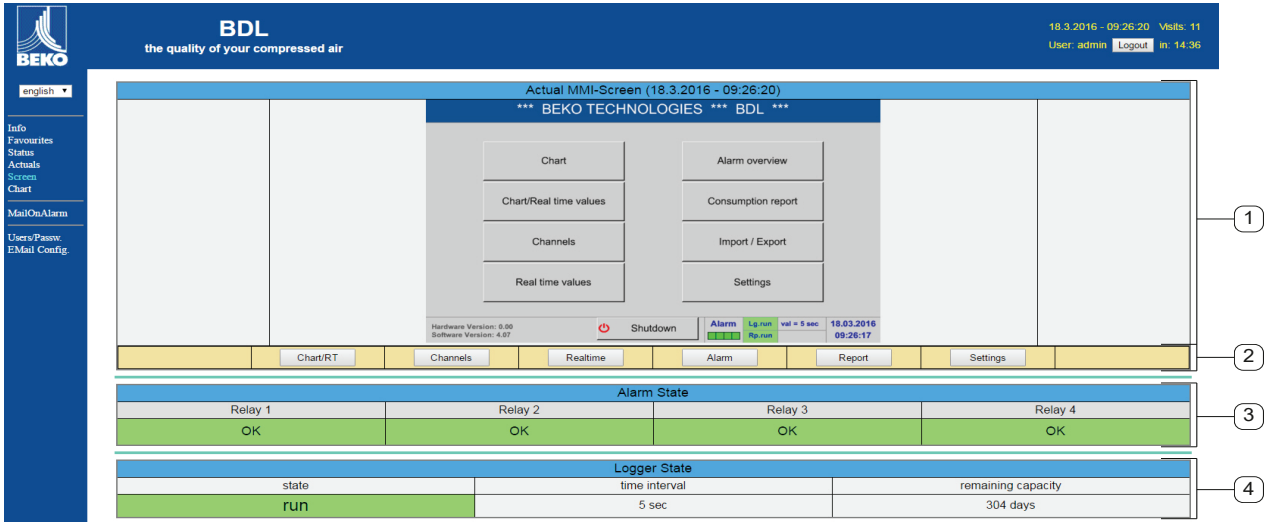 BEKO
BDL
the quality of your compressed air
18.3.2016 - 09:26:20 Visits: 11
User: admin Logout in: 14:36
english
Info
Favourites
Status
Actuals
Screen
Chart
MailOnAlarm
Users/Passw.
EMail Config.
Actual MMI-Screen (18.3.2016 - 09:26:20)
*** BEKO TECHNOLOGIES *** BDL ***
Chart Alarm overview
Chart/Real time values Consumption report
Channels Import / Export
Real time values Settings
Hardware Version: 0.00
Software Version: 4.07
Shutdown
Alarm Lg.run val = 5 sec 18.03.2016
Rp.run 09:26:17
1
Chart/RT Channels Realtime Alarm Report Settings
2
Alarm State
Relay 1 Relay 2 Relay 3 Relay 4
OK OK OK OK
3
Logger State
state time interval remaining capacity
run 5 sec 304 days
4